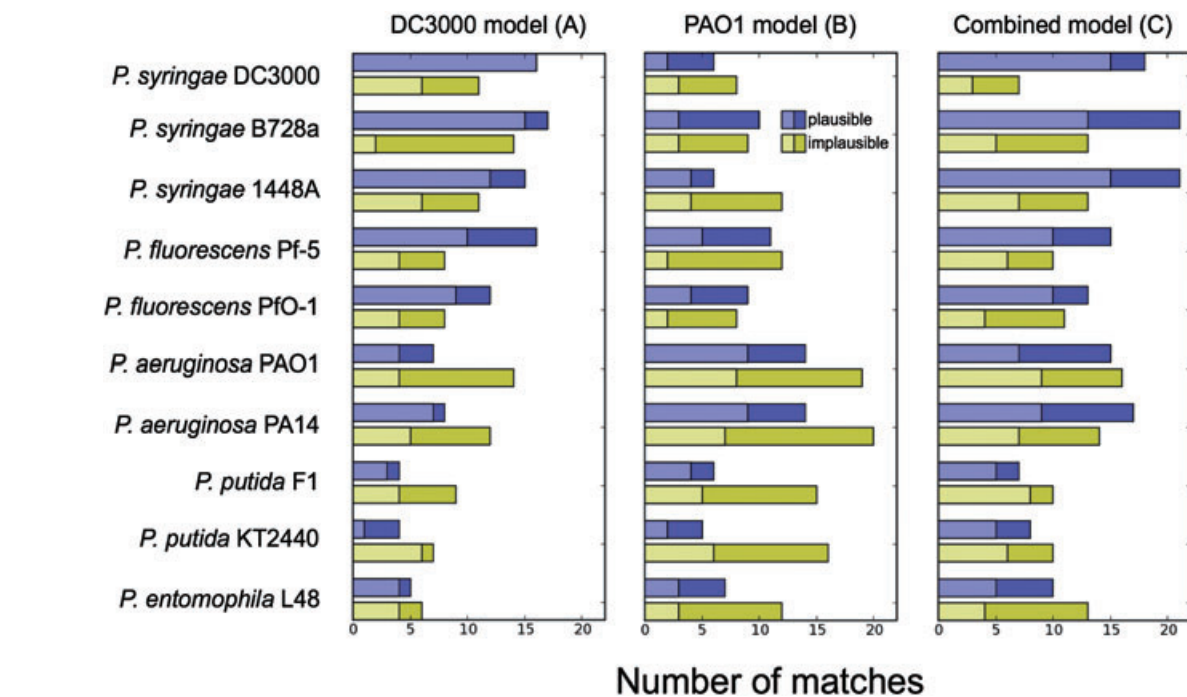 DC3000 model (A) PAO1 model (B) Combined model (C)
P. syringae DC3000
P. syringae B728a
plausible
implausible
P. syringae 1448A
P. fluorescens Pf-5
P. fluorescens PfO-1
P. aeruginosa PAO1
P. aeruginosa PA14
P. putida F1
P. putida KT2440
P. entomophila L48
0 5 10 15 20 0 5 10 15 20 0 5 10 15 20
Number of matches